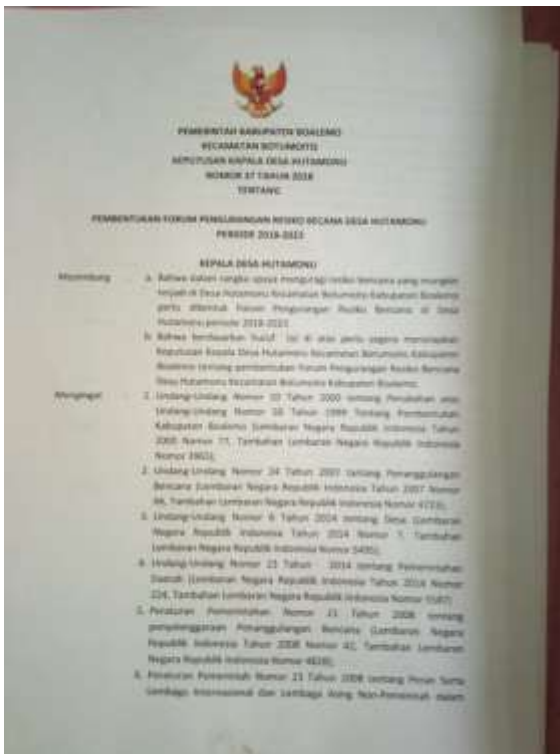 PEMERINTAH KABUPATEN BOALEMO
KECAMATAN BOTUMOITO
KEPUTUSAN KEPALA DESA HUTAMONU
NOMOR 37 TAHUN 2018
TENTANG
PEMBENTUKAN FORUM PENGURANGAN RESIKO BECANA DESA HUTAMONU
PERIODE 2018-2023
KEPALA DESA HUTAMONU
Menimbang : a. Bahwa dalam rangka upaya mengurangi resiko bencana yang mungkin
terjadi di Desa Hutamonu Kecamatan Botumoito Kabupaten Boalemo
perlu dibentuk Forum Pengurangan Resiko Bencana di Desa
Hutamonu periode 2018-2023.
b. Bahwa berdasarkan huruf (a) di atas perlu segera menetapkan
Keputusan Kepala Desa Hutamonu Kecamatan Botumoito Kabupaten
Boalemo tentang pembentukan Forum Pengurangan Resiko Bencana
Desa Hutamonu Kecamatan Botumoito Kabupaten Boalemo.
Mengingat : 1. Undang-Undang Nomor 10 Tahun 2000 tentang Perubahan atas
Undang-Undang Nomor 50 Tahun 1999 Tentang Pembentukan
Kabupaten Boalemo (Lembaran Negara Republik Indonesia Tahun
2000 Nomor 77, Tambahan Lembaran Negara Republik Indonesia
Nomor 3965);
2. Undang-Undang Nomor 24 Tahun 2007 tentang Penanggulangan
Bencana (Lembaran Negara Republik Indonesia Tahun 2007 Nomor
66, Tambahan Lembaran Negara Republik Indonesia Nomor 4723);
3. Undang-Undang Nomor 6 Tahun 2014 tentang Desa (Lembaran
Negara Republik Indonesia Tahun 2014 Nomor 7, Tambahan
Lembaran Negara Republik Indonesia Nomor 5495);
4. Undang-Undang Nomor 23 Tahun 2014 tentang Pemerintahan
Daerah (Lembaran Negara Republik Indonesia Tahun 2014 Nomor
224, Tambahan Lembaran Negara Republik Indonesia Nomor 5587)
5. Peraturan Pemerintahan Nomor 21 Tahun 2008 tentang
penyelenggaraan Penanggulangan Bencana (Lembaran Negara
Republik Indonesia Tahun 2008 Nomor 42, Tambahan Lembaran
Negara Republik Indonesia Nomor 4828);
6. Peraturan Pemerintah Nomor 23 Tahun 2008 tentang Peran Serta
Lembaga Internasional dan Lembaga Asing Non-Pemerintah dalam